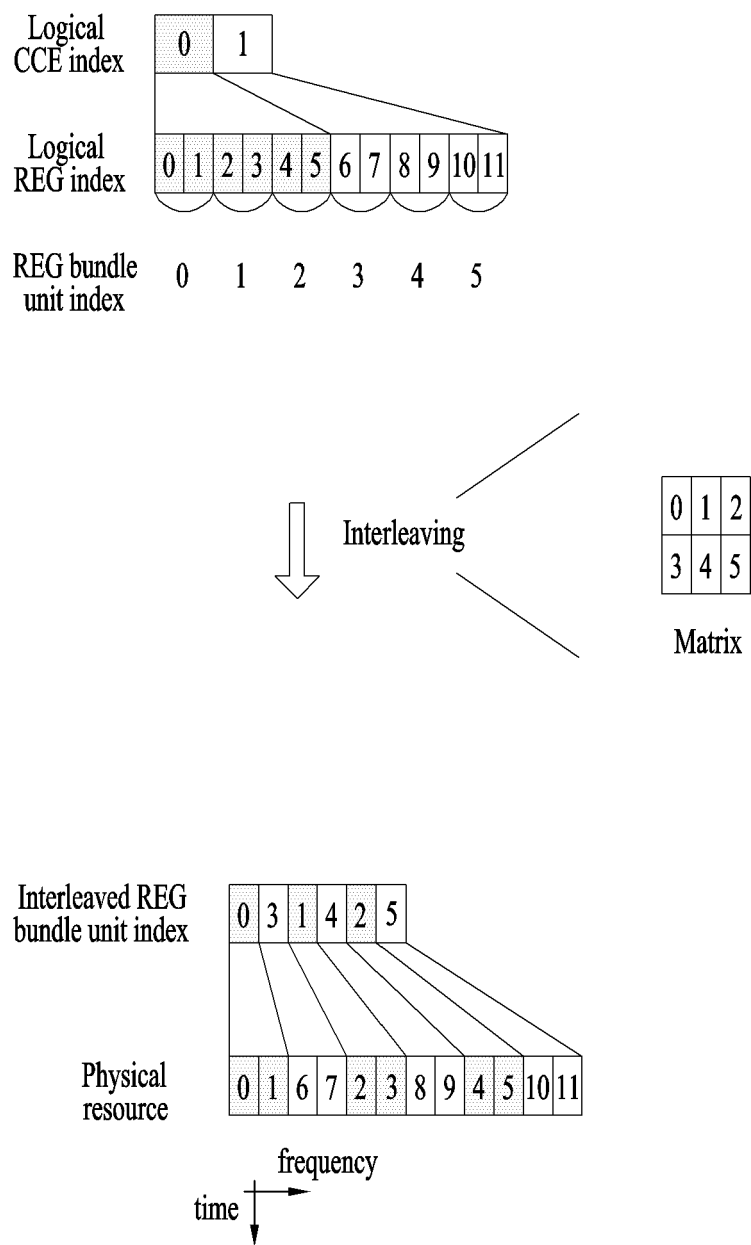 Logical
CCE index
0 1
Logical
REG index
0 1 2 3 4 5 6 7 8 9 10 11
REG bundle
unit index
0 1 2 3 4 5
Interleaving
0 1 2
3 4 5
Matrix
Interleaved REG
bundle unit index
0 3 1 4 2 5
Physical
resource
0 1 6 7 2 3 8 9 4 5 10 11
frequency
time